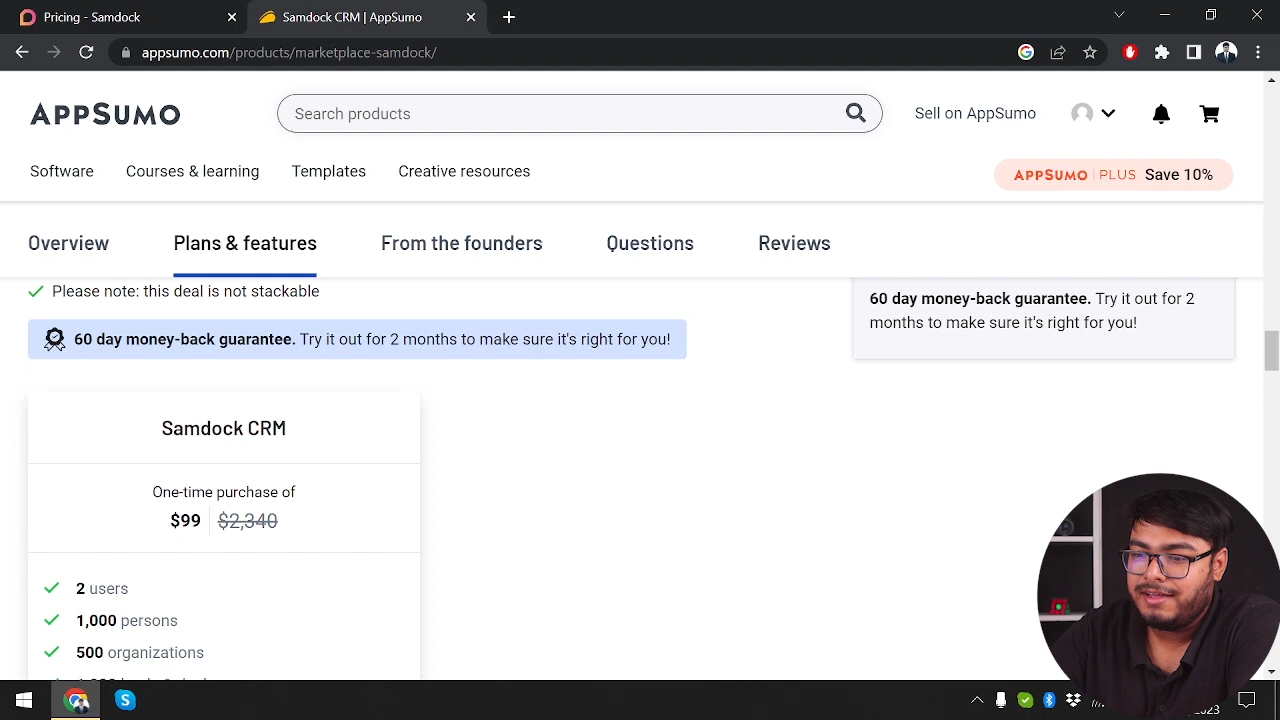 Pricing - Samdock
Samdock CRM | AppSumo
appsumo.com/products/marketplace-samdock/
APPSUMO
Search products
Sell on AppSumo
Software
Courses & learning
Templates
Creative resources
APPSUMO PLUS Save 10%
Overview
Plans & features
From the founders
Questions
Reviews
Please note: this deal is not stackable
60 day money-back guarantee. Try it out for 2 months to make sure it's right for you!
60 day money-back guarantee. Try it out for 2
months to make sure it's right for you!
Samdock CRM
One-time purchase of
$99 $2,340
2 users
1,000 persons
500 organizations